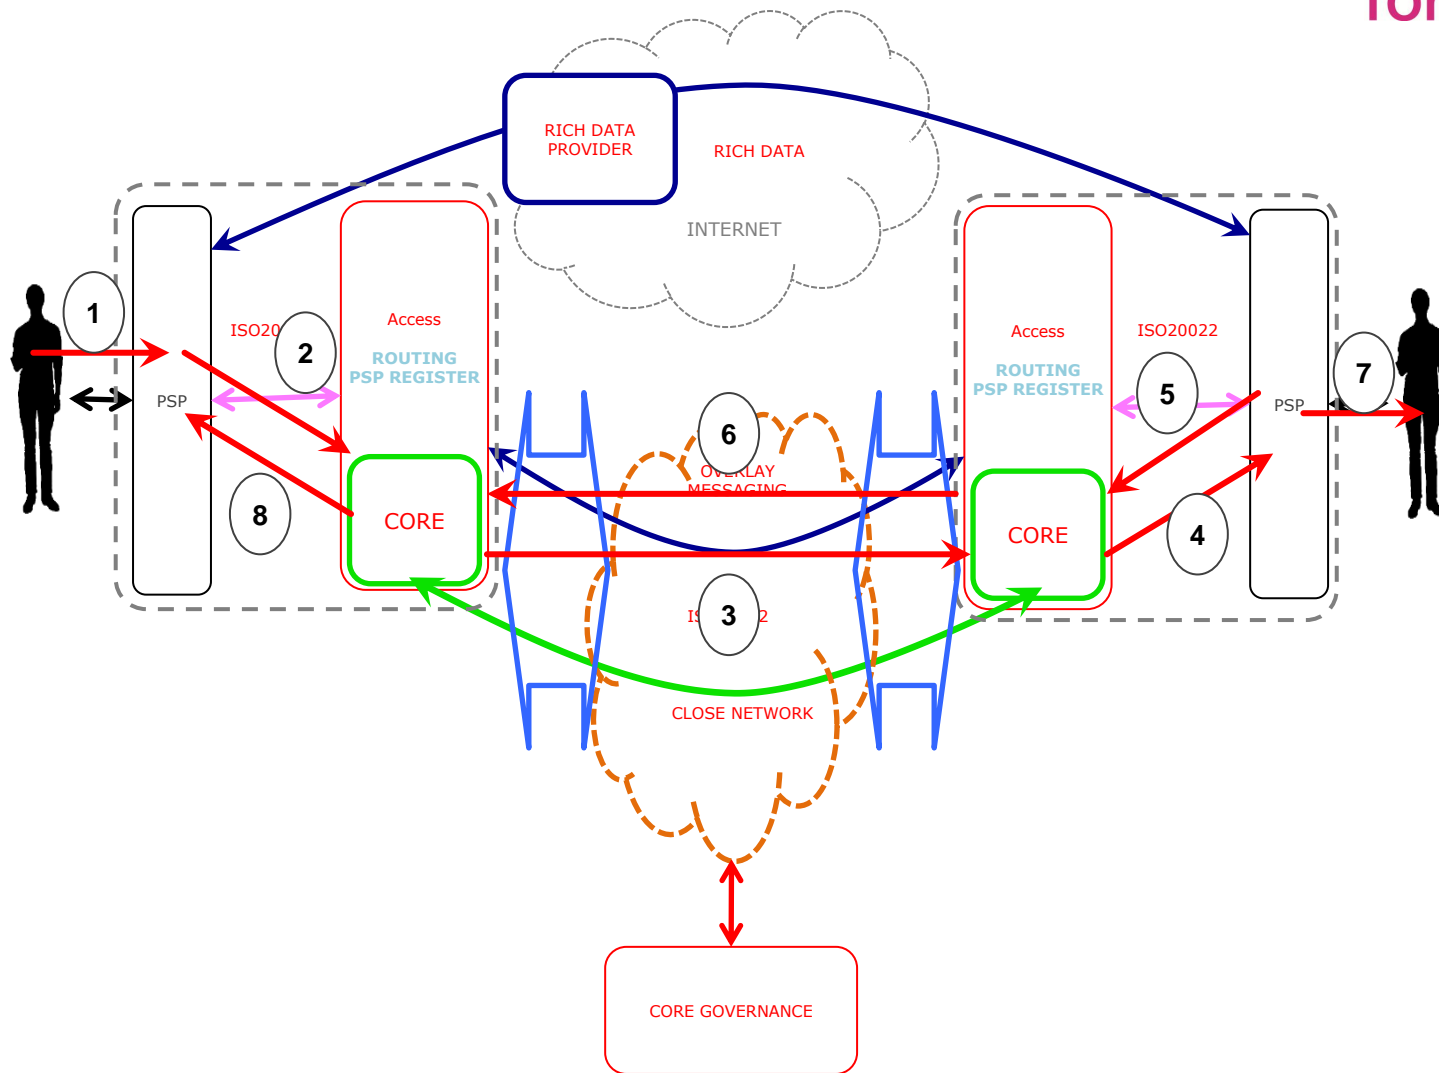 RICH DATA
PROVIDER
RICH DATA
INTERNET
1
2
Access
ROUTING
PSP REGISTER
PSP
CORE
8
6
OVERLAY
MESSAGING
3
CLOSE NETWORK
Access
ROUTING
PSP REGISTER
ISO20022
5
PSP
7
CORE
4
CORE GOVERNANCE